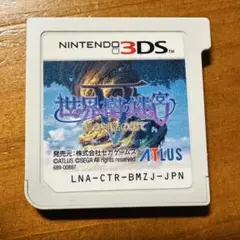 NINTENDO 3DS™
世界樹の迷宮
発売元：株式会社セガゲームス
©ATLUS ©SEGA All rights reserved.
ATLUS
LNA-CTR-BMZJ-JPN